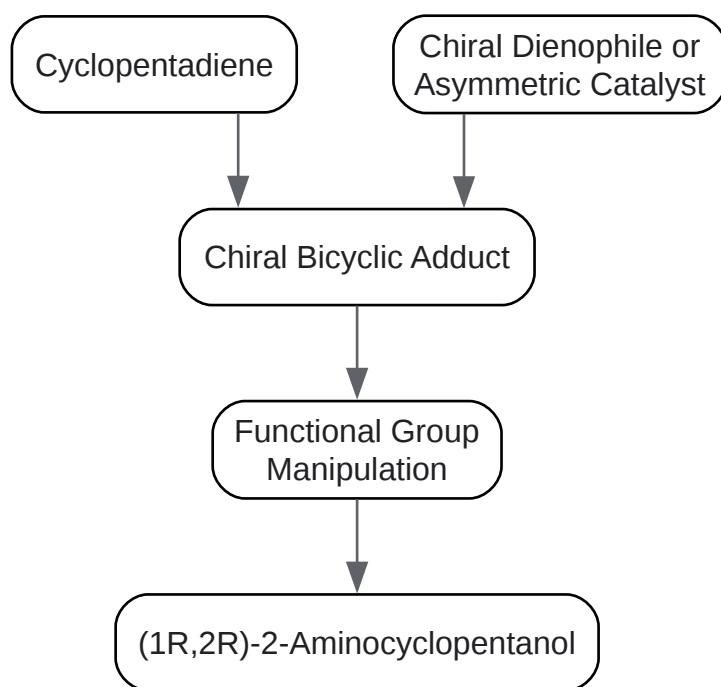 Cyclopentadiene
Chiral Dienophile or
Asymmetric Catalyst
Chiral Bicyclic Adduct
Functional Group
Manipulation
(1R,2R)-2-Aminocyclopentanol